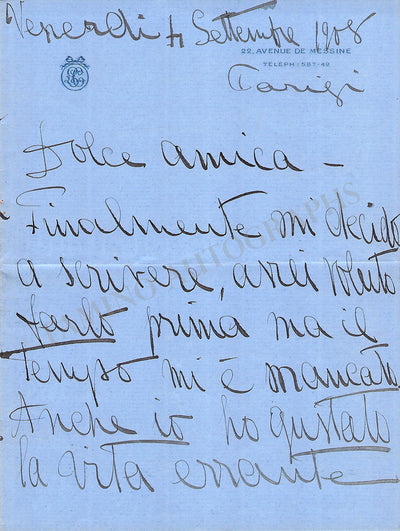 Venerdi 4 Settembre 1908
22, AVENUE DE MESSINE
TELEPH: 587-42
Parigi
Dolce amica —
Finalmente mi decido
a scrivere, avrei voluto
farlo prima ma il
tempo mi è mancato
Anche io ho gustato
la vita errante